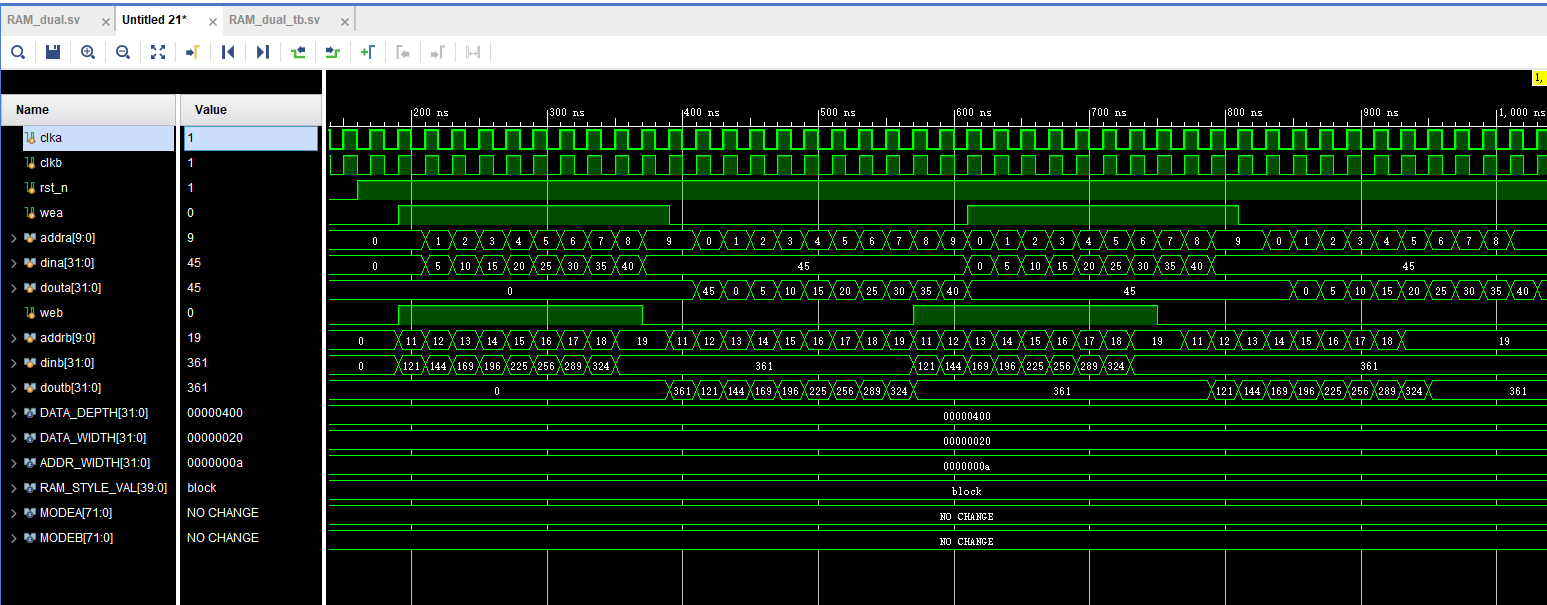 RAM_dual.sv × Untitled 21* × RAM_dual_tb.sv ×
1,
Name Value
200 ns 300 ns 400 ns 500 ns 600 ns 700 ns 800 ns 900 ns 1,000 ns
clka 1
clkb 1
rst_n 1
wea 0
addra[9:0] 9 0 1 2 3 4 5 6 7 8 9 0 1 2 3 4 5 6 7 8 9 0 1 2 3 4 5 6 7 8 9 0 1 2 3 4 5 6 7 8
dina[31:0] 45 0 5 10 15 20 25 30 35 40 45 0 5 10 15 20 25 30 35 40 45
douta[31:0] 45 0 45 0 5 10 15 20 25 30 35 40 45 0 5 10 15 20 25 30 35 40
web 0
addrb[9:0] 19 0 11 12 13 14 15 16 17 18 19 11 12 13 14 15 16 17 18 19 11 12 13 14 15 16 17 18 19 11 12 13 14 15 16 17 18 19
dinb[31:0] 361 0 121 144 169 196 225 256 289 324 361 121 144 169 196 225 256 289 324 361
doutb[31:0] 361 0 361 121 144 169 196 225 256 289 324 361 121 144 169 196 225 256 289 324 361
DATA_DEPTH[31:0] 00000400 00000400
DATA_WIDTH[31:0] 00000020 00000020
ADDR_WIDTH[31:0] 0000000a 0000000a
RAM_STYLE_VAL[39:0] block block
MODEA[71:0] NO CHANGE NO CHANGE
MODEB[71:0] NO CHANGE NO CHANGE